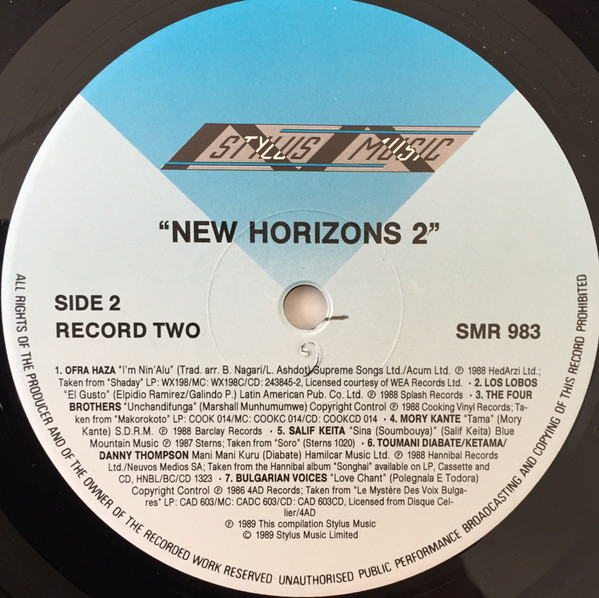 STYLUS MUSIC
"NEW HORIZONS 2"
SIDE 2
RECORD TWO
SMR 983
1. OFRA HAZA "I'm Nin'Alu" (Trad. arr. B. Nagari/L. Ashdot) Supreme Songs Ltd./Acum Ltd. ℗ 1988 HedArzi Ltd.;
Taken from "Shaday" LP: WX198/MC: WX198C/CD: 243845-2, Licensed courtesy of WEA Records Ltd. • 2. LOS LOBOS
"El Gusto" (Elpidio Ramirez/Galindo P.) Latin American Pub. Co. Ltd. ℗ 1988 Splash Records • 3. THE FOUR
BROTHERS "Unchandifunga" (Marshall Munhumumwe) Copyright Control ℗ 1988 Cooking Vinyl Records; Ta-
ken from "Makorokoto" LP: COOK 014/MC: COOKC 014/CD: COOKCD 014 • 4. MORY KANTE "Tama" (Mory
Kante) S.D.R.M. ℗ 1988 Barclay Records • 5. SALIF KEITA "Sina (Soumbouya)" (Salif Keita) Blue
Mountain Music ℗ 1987 Sterns; Taken from "Soro" (Sterns 1020) • 6. TOUMANI DIABATE/KETAMA/
DANNY THOMPSON Mani Mani Kuru (Diabate) Hamilcar Music Ltd. ℗ 1988 Hannibal Records
Ltd./Neuvos Medios SA; Taken from the Hannibal album "Songhai" available on LP, Cassette and
CD, HNBL/BC/CD 1323 • 7. BULGARIAN VOICES "Love Chant" (Polegnala E Todora)
Copyright Control ℗ 1986 4AD Records; Taken from "Le Mystère Des Voix Bulga-
res" LP: CAD 603/MC: CADC 603/CD: CAD 603CD, Licensed from Disque Cel-
lier/4AD
℗ 1989 This compilation Stylus Music
© 1989 Stylus Music Limited
ALL RIGHTS OF THE PRODUCER AND OF THE OWNER OF THE RECORDED WORK RESERVED UNAUTHORISED PUBLIC PERFORMANCE BROADCASTING AND COPYING OF THIS RECORD PROHIBITED